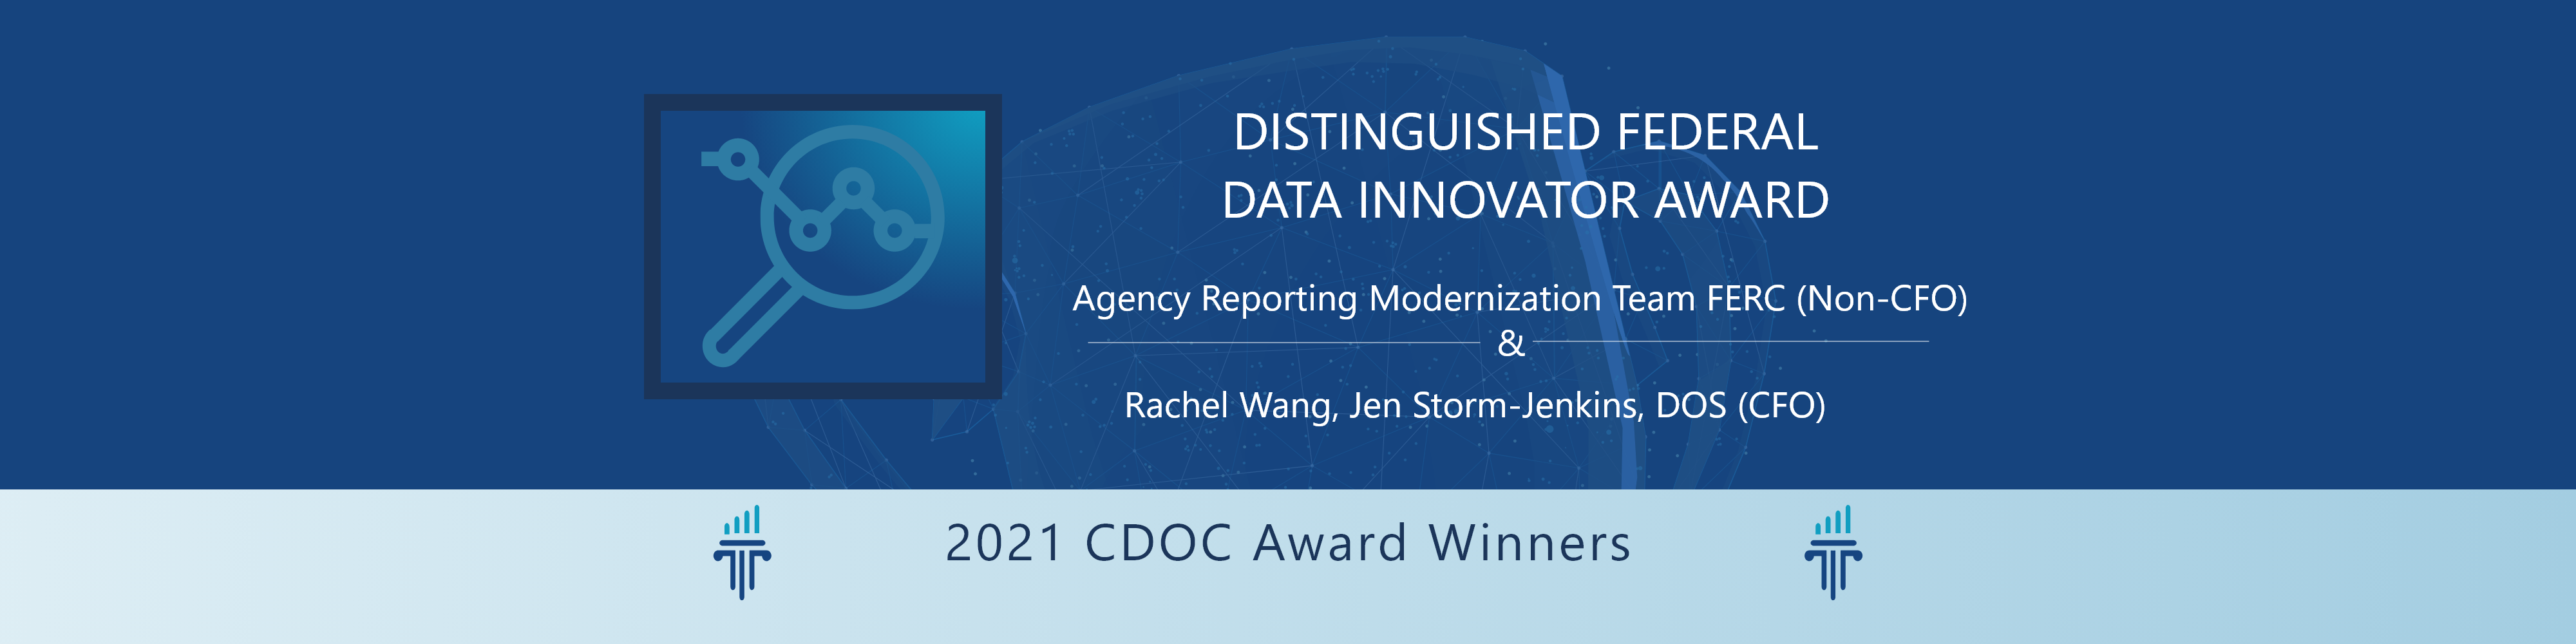 DISTINGUISHED FEDERAL
DATA INNOVATOR AWARD
Agency Reporting Modernization Team FERC (Non-CFO)
&
Rachel Wang, Jen Storm-Jenkins, DOS (CFO)
2021 CDOC Award Winners